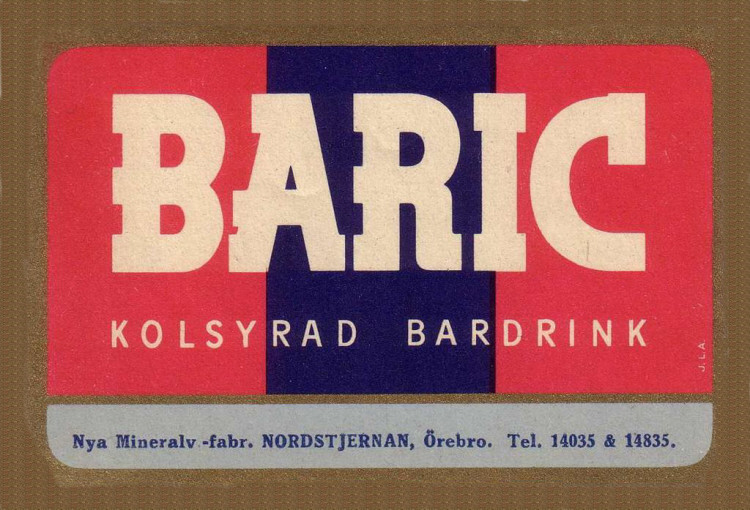 BARIC
KOLSYRAD BARDRINK
J.L.A.
Nya Mineralv.-fabr. NORDSTJERNAN, Örebro. Tel. 14035 & 14835.